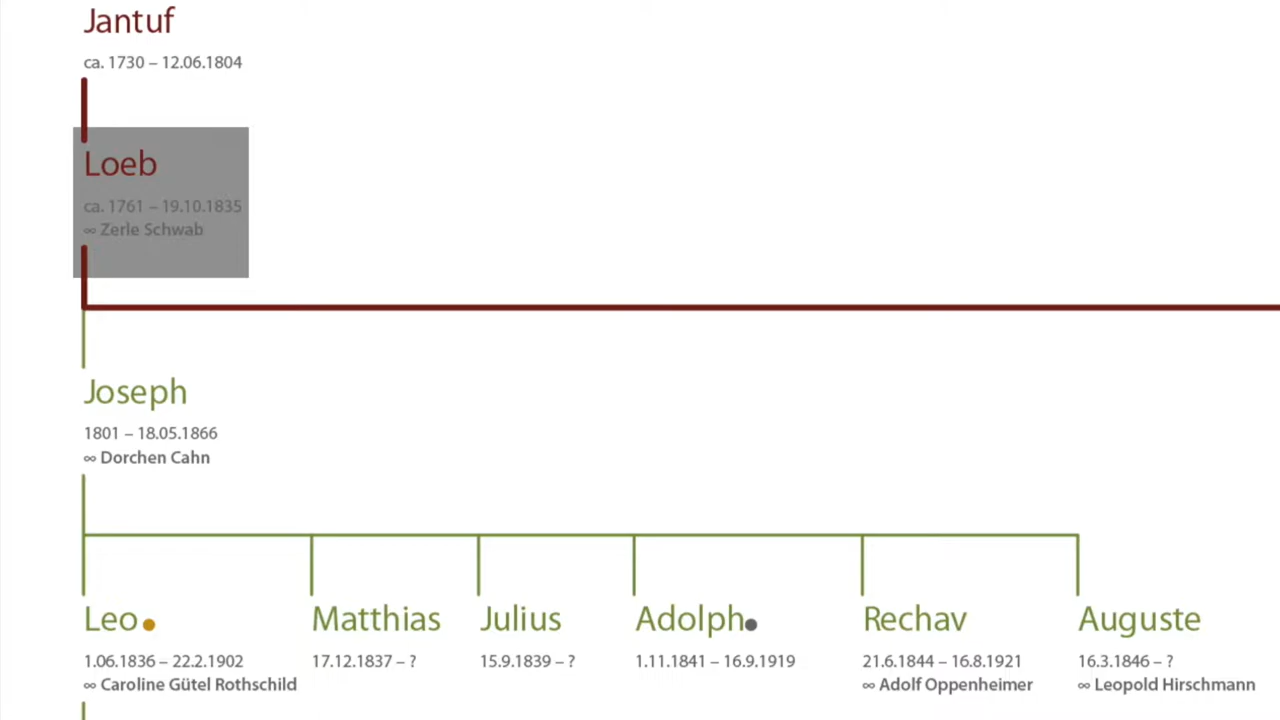 Jantuf
ca. 1730 – 12.06.1804
Loeb
ca. 1761 – 19.10.1835
∞ Zerle Schwab
Joseph
1801 – 18.05.1866
∞ Dorchen Cahn
Leo
1.06.1836 – 22.2.1902
∞ Caroline Gütel Rothschild
Matthias
17.12.1837 – ?
Julius
15.9.1839 – ?
Adolph
1.11.1841 – 16.9.1919
Rechav
21.6.1844 – 16.8.1921
∞ Adolf Oppenheimer
Auguste
16.3.1846 – ?
∞ Leopold Hirschmann